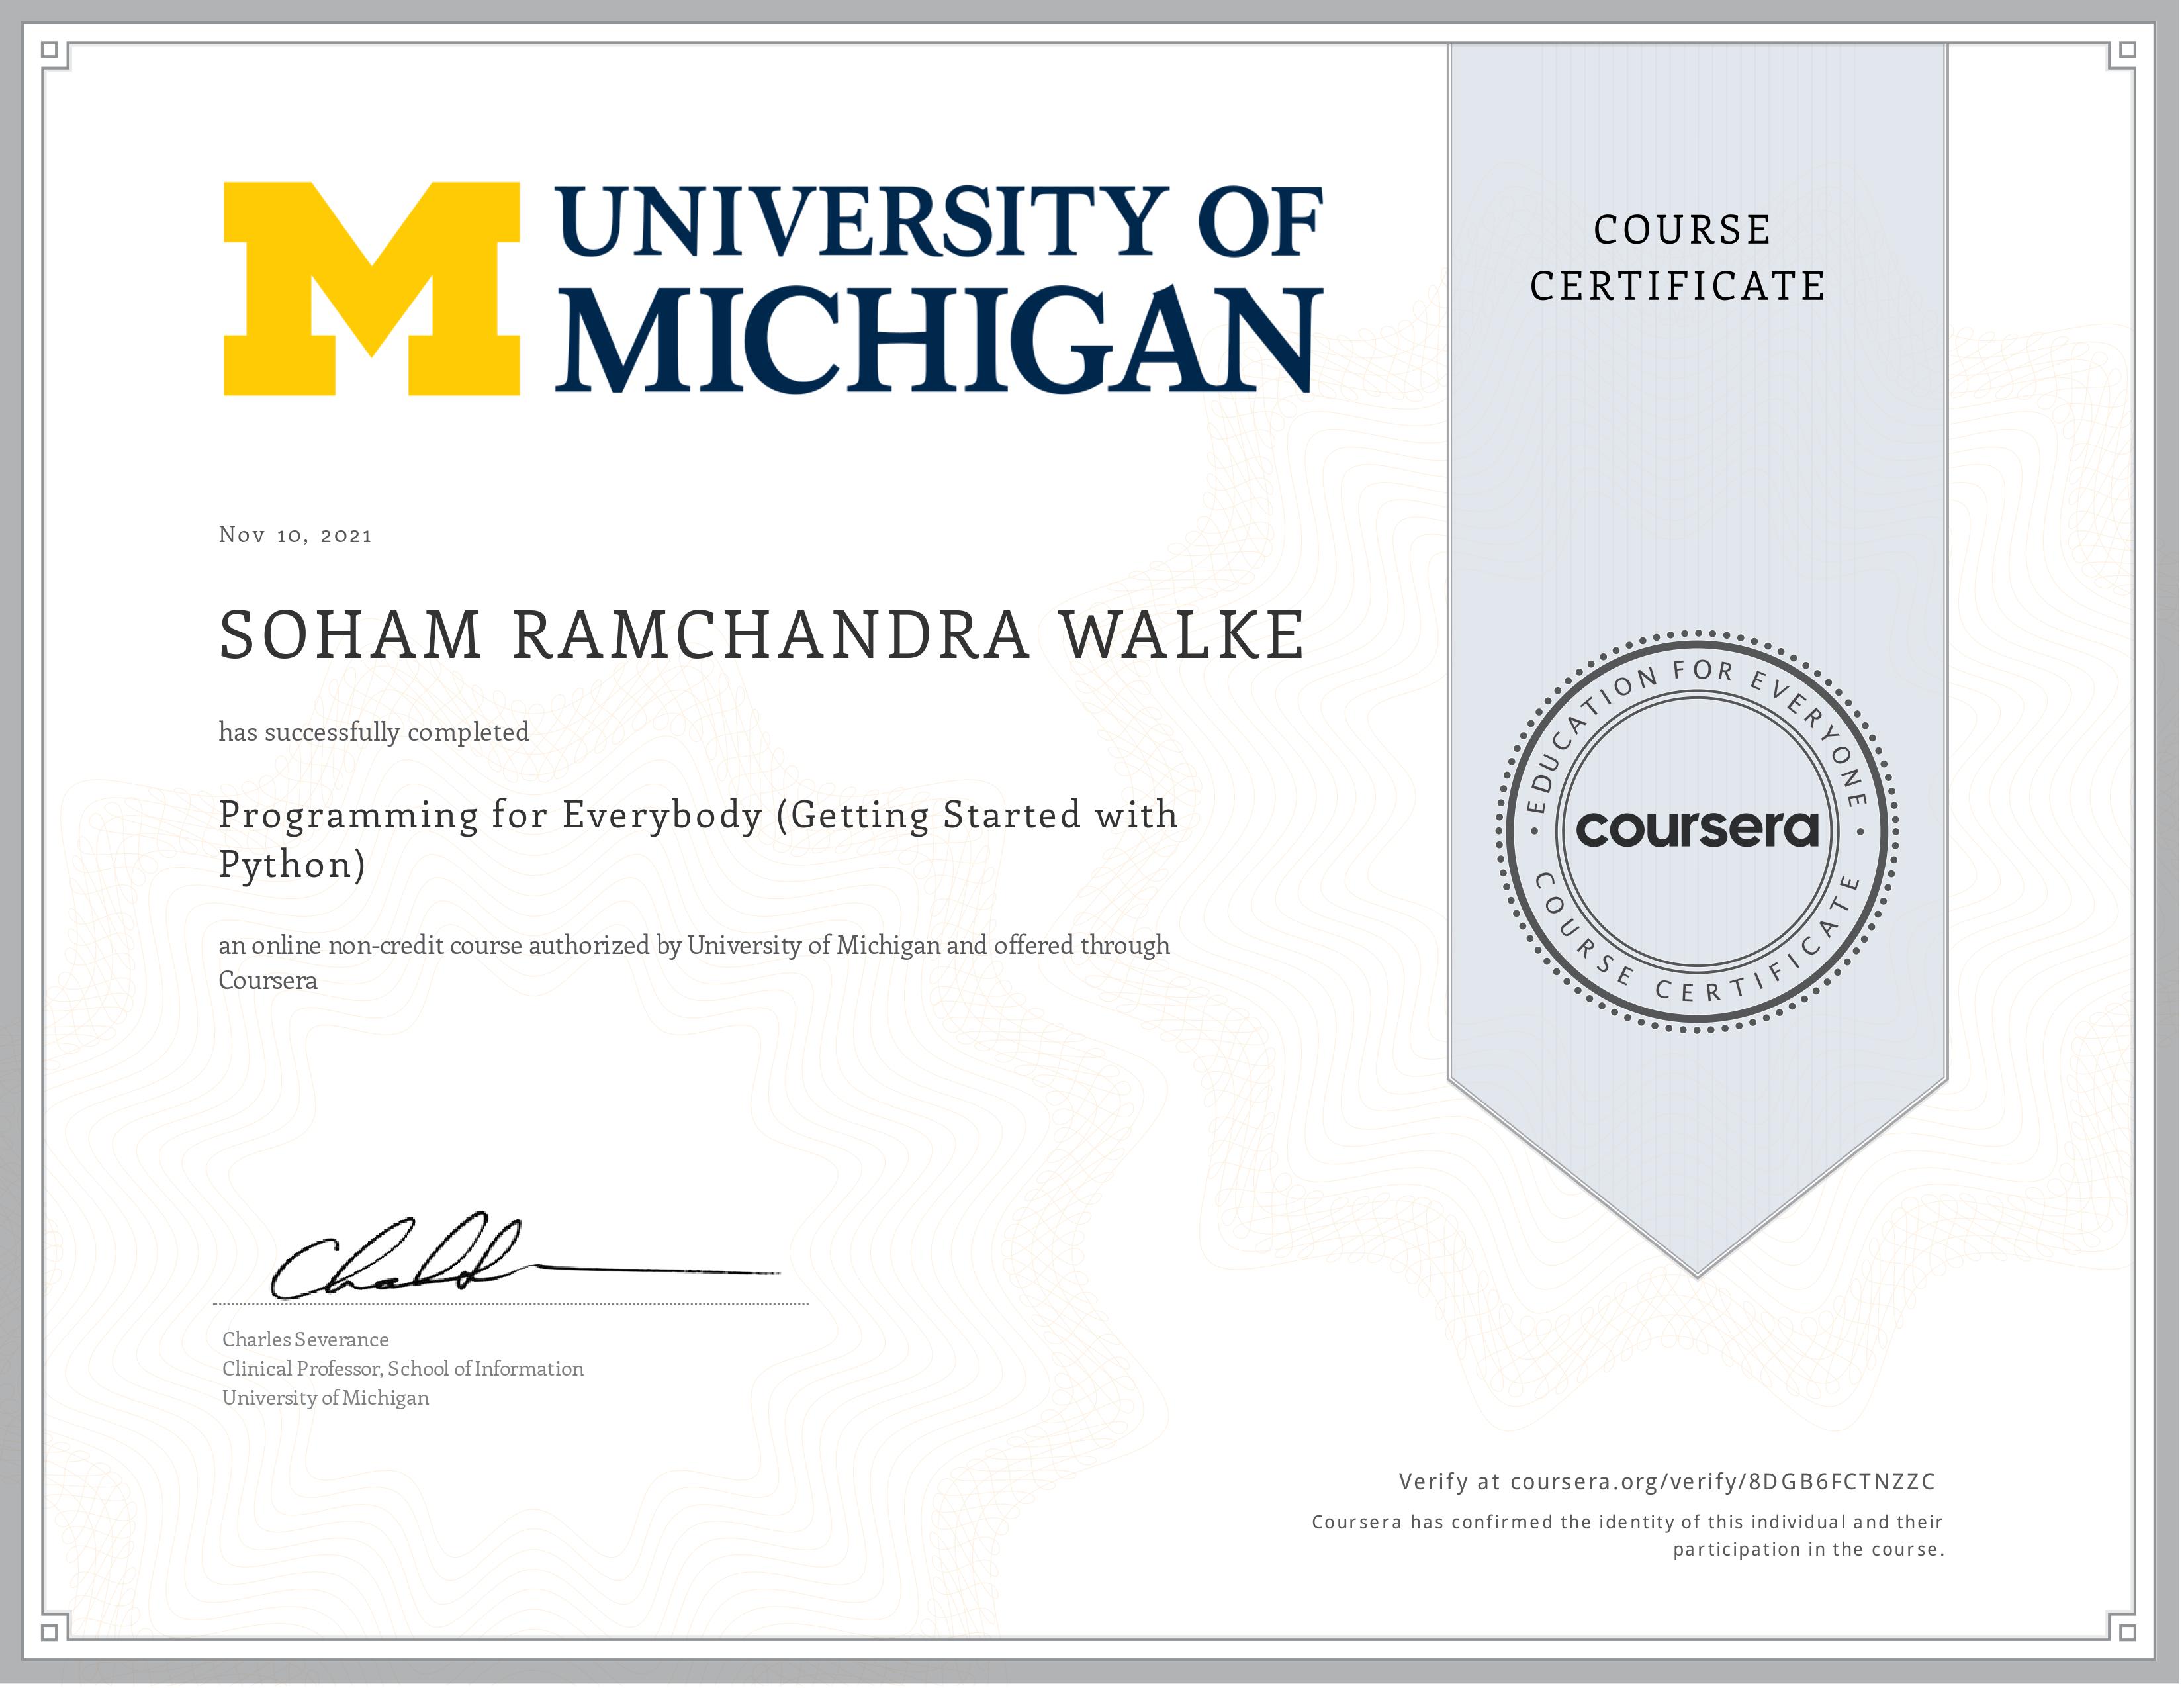 UNIVERSITY OF
MICHIGAN
COURSE
CERTIFICATE
Nov 10, 2021
SOHAM RAMCHANDRA WALKE
has successfully completed
Programming for Everybody (Getting Started with
Python)
an online non-credit course authorized by University of Michigan and offered through
Coursera
EDUCATION FOR EVERYONE
coursera
COURSE CERTIFICATE
Charles Severance
Clinical Professor, School of Information
University of Michigan
Verify at coursera.org/verify/8DGB6FCTNZZC
Coursera has confirmed the identity of this individual and their
participation in the course.